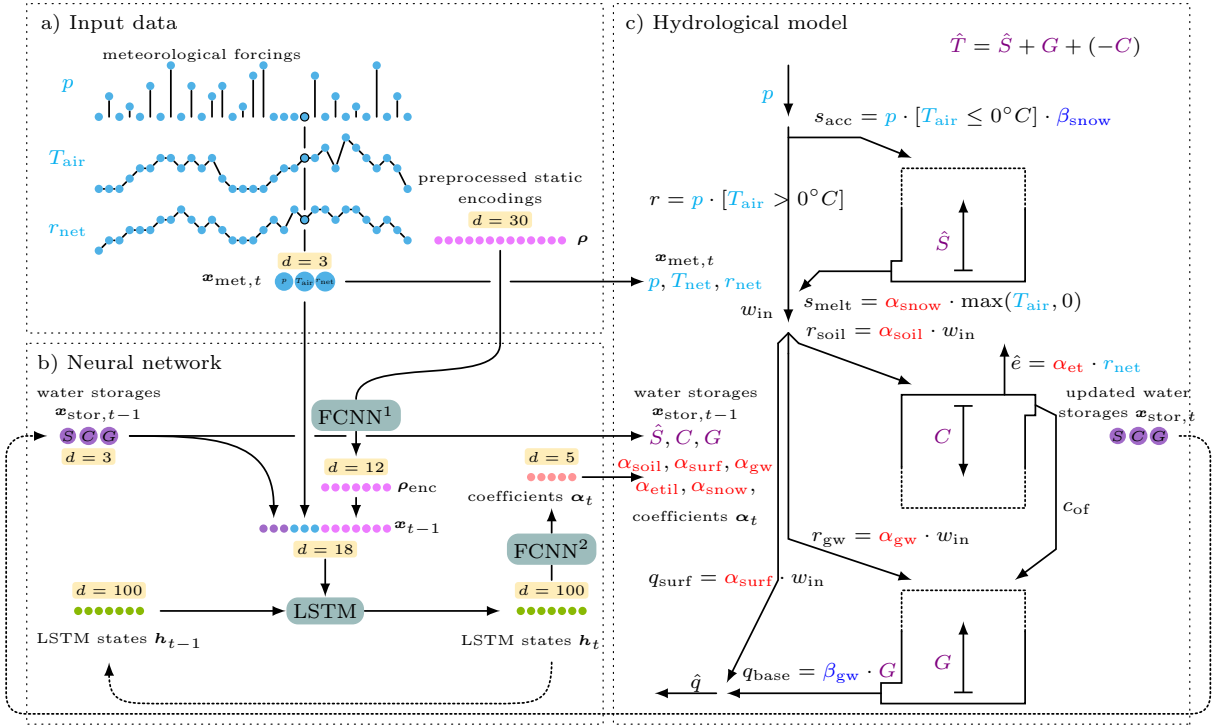 a) Input data
meteorological forcings
p
T_air
r_net
preprocessed static
encodings
d = 30
ρ
d = 3
x_met,t
p T_air r_net
b) Neural network
water storages
x_stor,t−1
S C G
d = 3
FCNN¹
d = 12
ρ_enc
x_t−1
d = 18
d = 5
coefficients α_t
FCNN²
d = 100
LSTM
d = 100
LSTM states h_t−1
LSTM states h_t
c) Hydrological model
T̂ = Ŝ + G + (−C)
p
s_acc = p · [T_air ≤ 0°C] · β_snow
r = p · [T_air > 0°C]
Ŝ
x_met,t
p, T_net, r_net
w_in
s_melt = α_snow · max(T_air, 0)
r_soil = α_soil · w_in
ê = α_et · r_net
water storages
x_stor,t−1
Ŝ, C, G
α_soil, α_surf, α_gw
α_etil, α_snow,
coefficients α_t
C
updated water
storages x_stor,t
S C G
c_of
r_gw = α_gw · w_in
q_surf = α_surf · w_in
G
q_base = β_gw · G
q̂